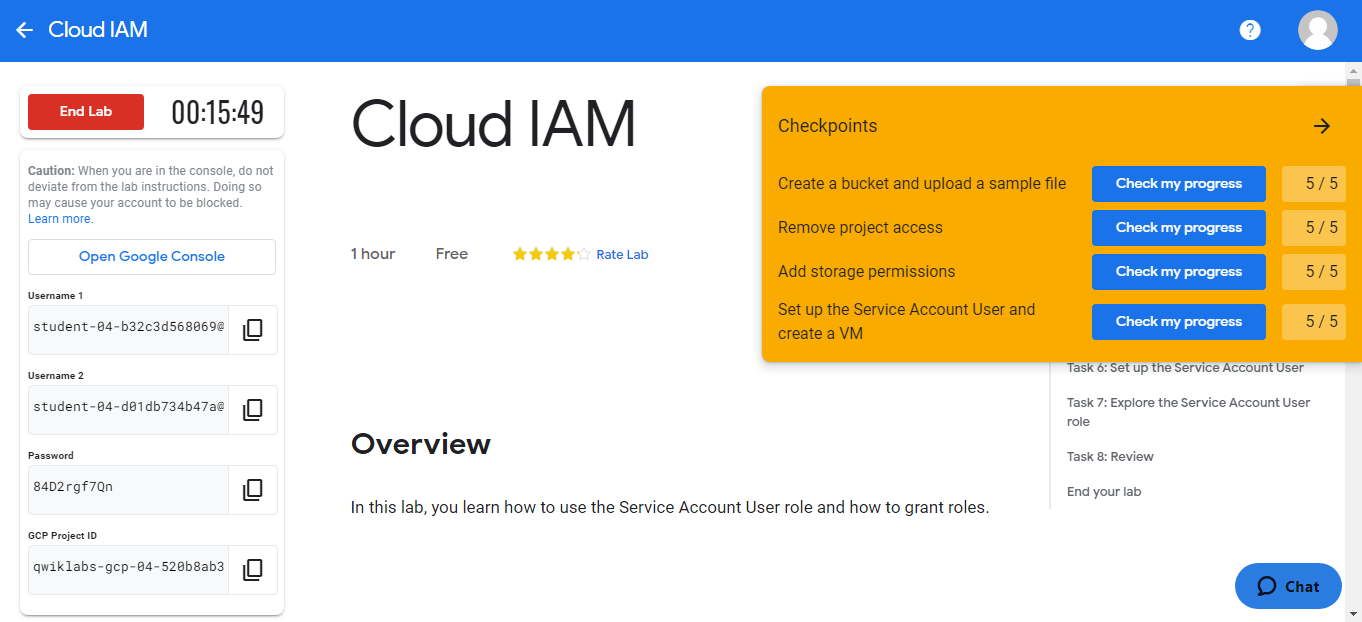 Cloud IAM
?
End Lab
00:15:49
Caution: When you are in the console, do not
deviate from the lab instructions. Doing so
may cause your account to be blocked.
Learn more.
Open Google Console
Username 1
student-04-b32c3d568069@
Username 2
student-04-d01db734b47a@
Password
84D2rgf7Qn
GCP Project ID
qwiklabs-gcp-04-520b8ab3
Cloud IAM
1 hour
Free
Rate Lab
Checkpoints
Create a bucket and upload a sample file
Check my progress
5 / 5
Remove project access
Check my progress
5 / 5
Add storage permissions
Check my progress
5 / 5
Set up the Service Account User and
create a VM
Check my progress
5 / 5
Overview
In this lab, you learn how to use the Service Account User role and how to grant roles.
Task 6: Set up the Service Account User
Task 7: Explore the Service Account User
role
Task 8: Review
End your lab
Chat